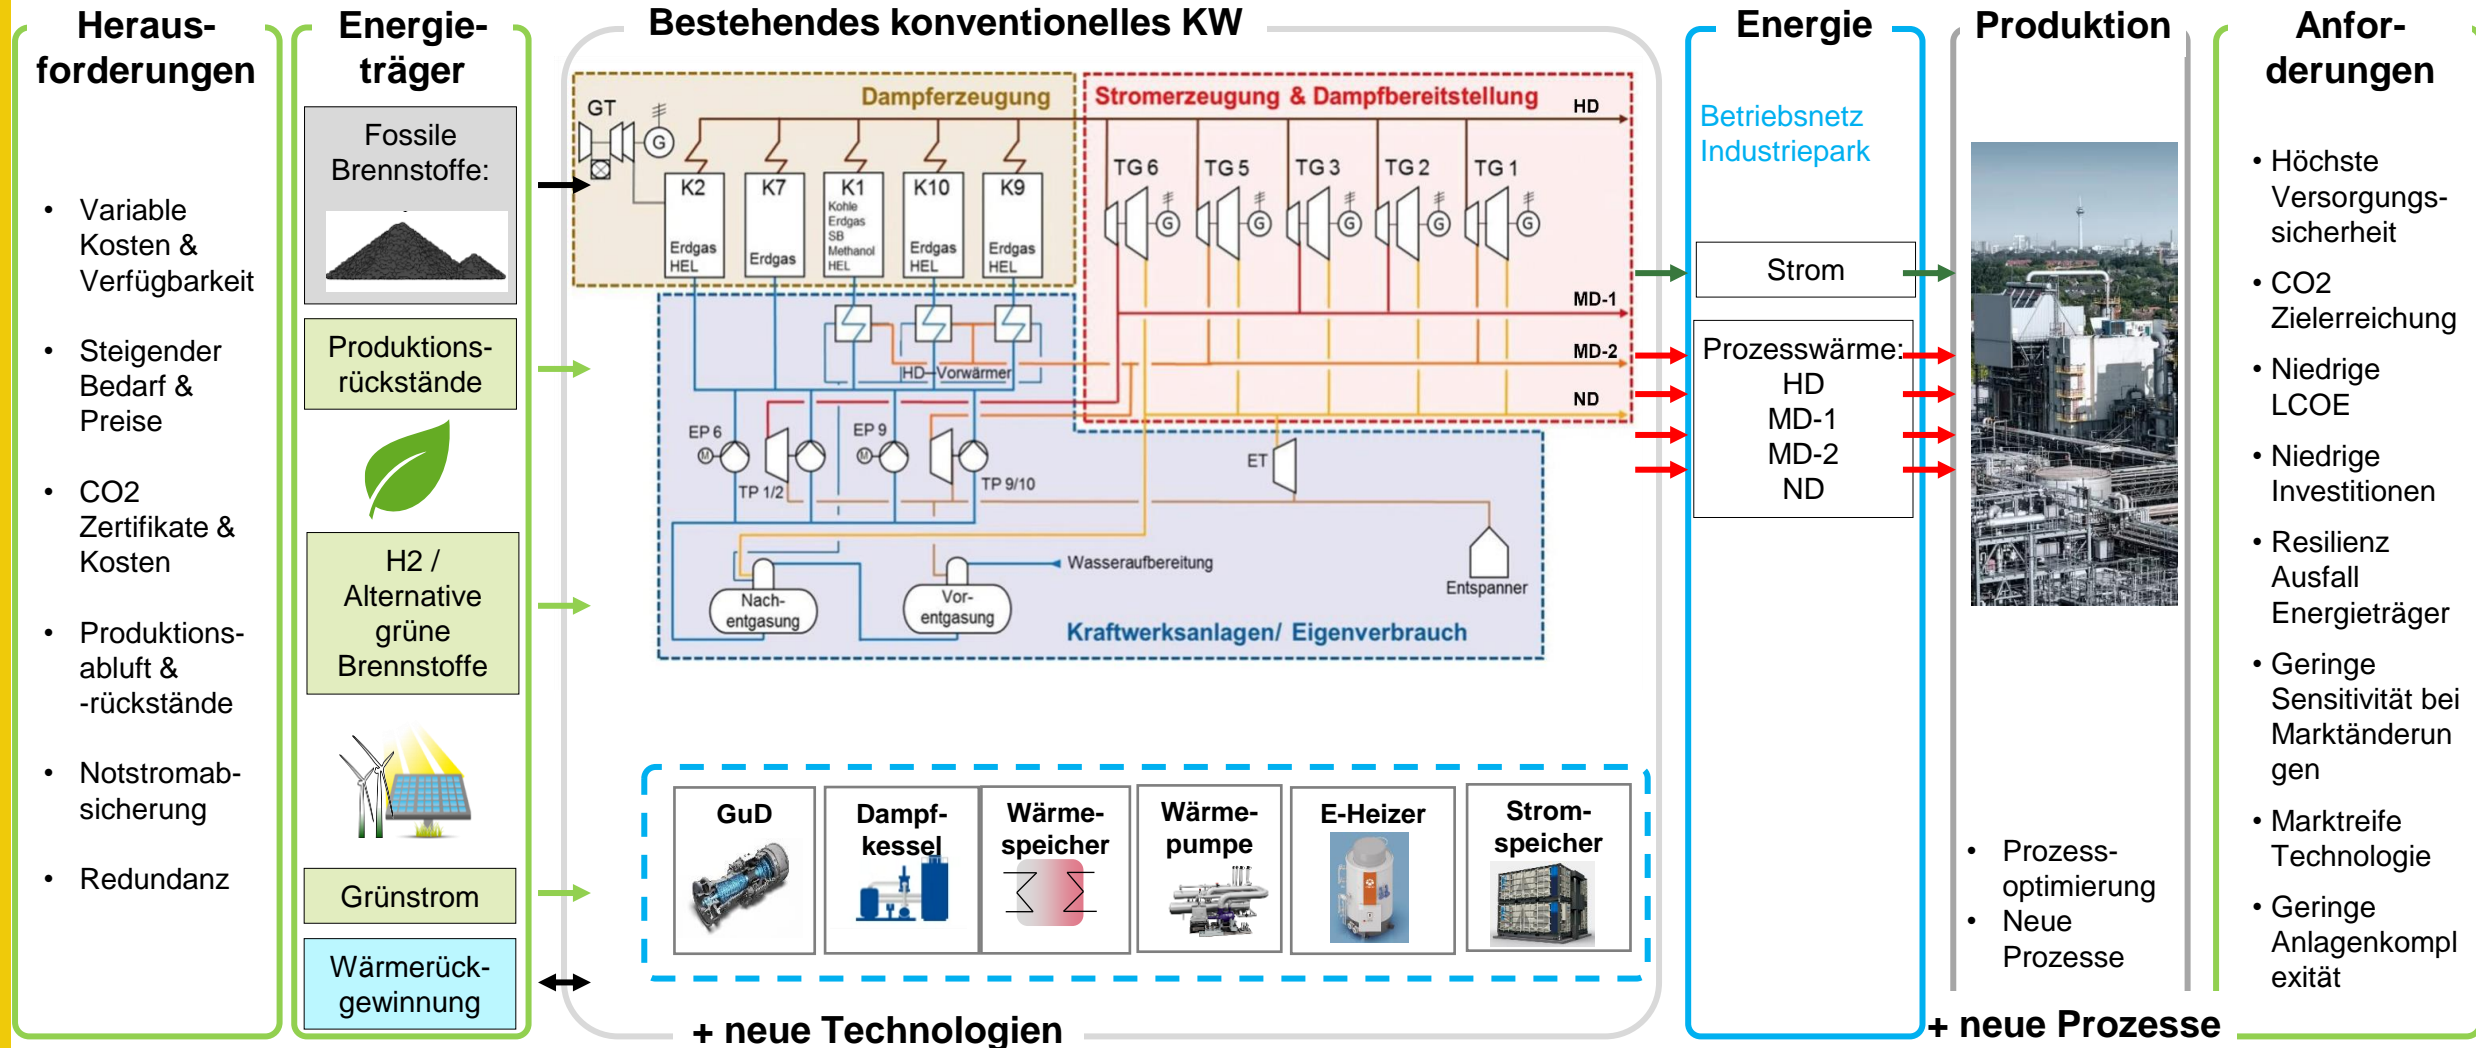 Heraus-
forderungen
• Variable
Kosten &
Verfügbarkeit
• Steigender
Bedarf &
Preise
• CO2
Zertifikate &
Kosten
• Produktions-
abluft &
-rückstände
• Notstromab-
sicherung
• Redundanz
Energie-
träger
Fossile
Brennstoffe:
Produktions-
rückstände
H2 /
Alternative
grüne
Brennstoffe
Grünstrom
Wärmerück-
gewinnung
Bestehendes konventionelles KW
Dampferzeugung
GT
G
K2
Erdgas
HEL
K7
Erdgas
K1
Kohle
Erdgas
SB
Methanol
HEL
K10
Erdgas
HEL
K9
Erdgas
HEL
Stromerzeugung & Dampfbereitstellung
HD
TG 6
G
TG 5
G
TG 3
G
TG 2
G
TG 1
G
MD-1
MD-2
ND
HD–Vorwärmer
EP 6
M
TP 1/2
EP 9
M
TP 9/10
ET
Wasseraufbereitung
Nach-
entgasung
Vor-
entgasung
Entspanner
Kraftwerksanlagen/ Eigenverbrauch
GuD
Dampf-
kessel
Wärme-
speicher
Wärme-
pumpe
E-Heizer
Strom-
speicher
+ neue Technologien
Energie
Betriebsnetz
Industriepark
Strom
Prozesswärme:
HD
MD-1
MD-2
ND
Produktion
• Prozess-
optimierung
• Neue
Prozesse
+ neue Prozesse
Anfor-
derungen
• Höchste
Versorgungs-
sicherheit
• CO2
Zielerreichung
• Niedrige
LCOE
• Niedrige
Investitionen
• Resilienz
Ausfall
Energieträger
• Geringe
Sensitivität bei
Marktänderun
gen
• Marktreife
Technologie
• Geringe
Anlagenkompl
exität